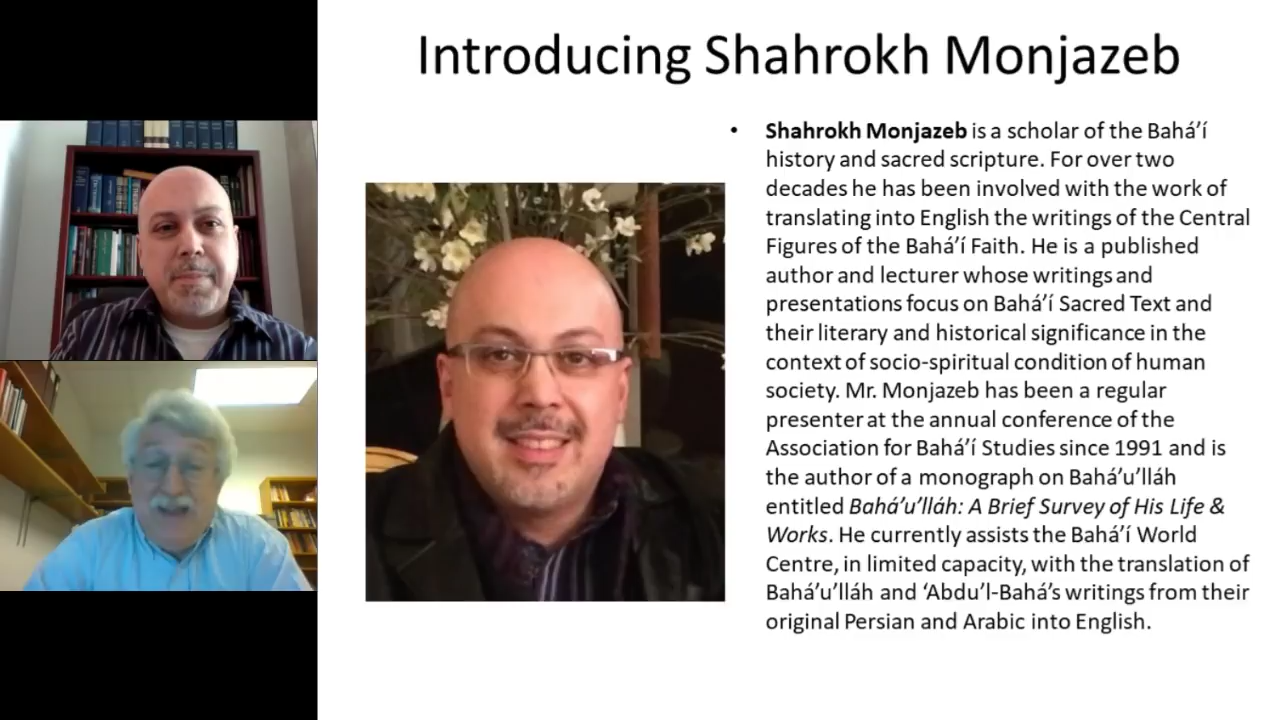 Introducing Shahrokh Monjazeb
• Shahrokh Monjazeb is a scholar of the Bahá’í
history and sacred scripture. For over two
decades he has been involved with the work of
translating into English the writings of the Central
Figures of the Bahá’í Faith. He is a published
author and lecturer whose writings and
presentations focus on Bahá’í Sacred Text and
their literary and historical significance in the
context of socio-spiritual condition of human
society. Mr. Monjazeb has been a regular
presenter at the annual conference of the
Association for Bahá’í Studies since 1991 and is
the author of a monograph on Bahá’u’lláh
entitled Bahá’u’lláh: A Brief Survey of His Life &
Works. He currently assists the Bahá’í World
Centre, in limited capacity, with the translation of
Bahá’u’lláh and ‘Abdu’l-Bahá’s writings from their
original Persian and Arabic into English.